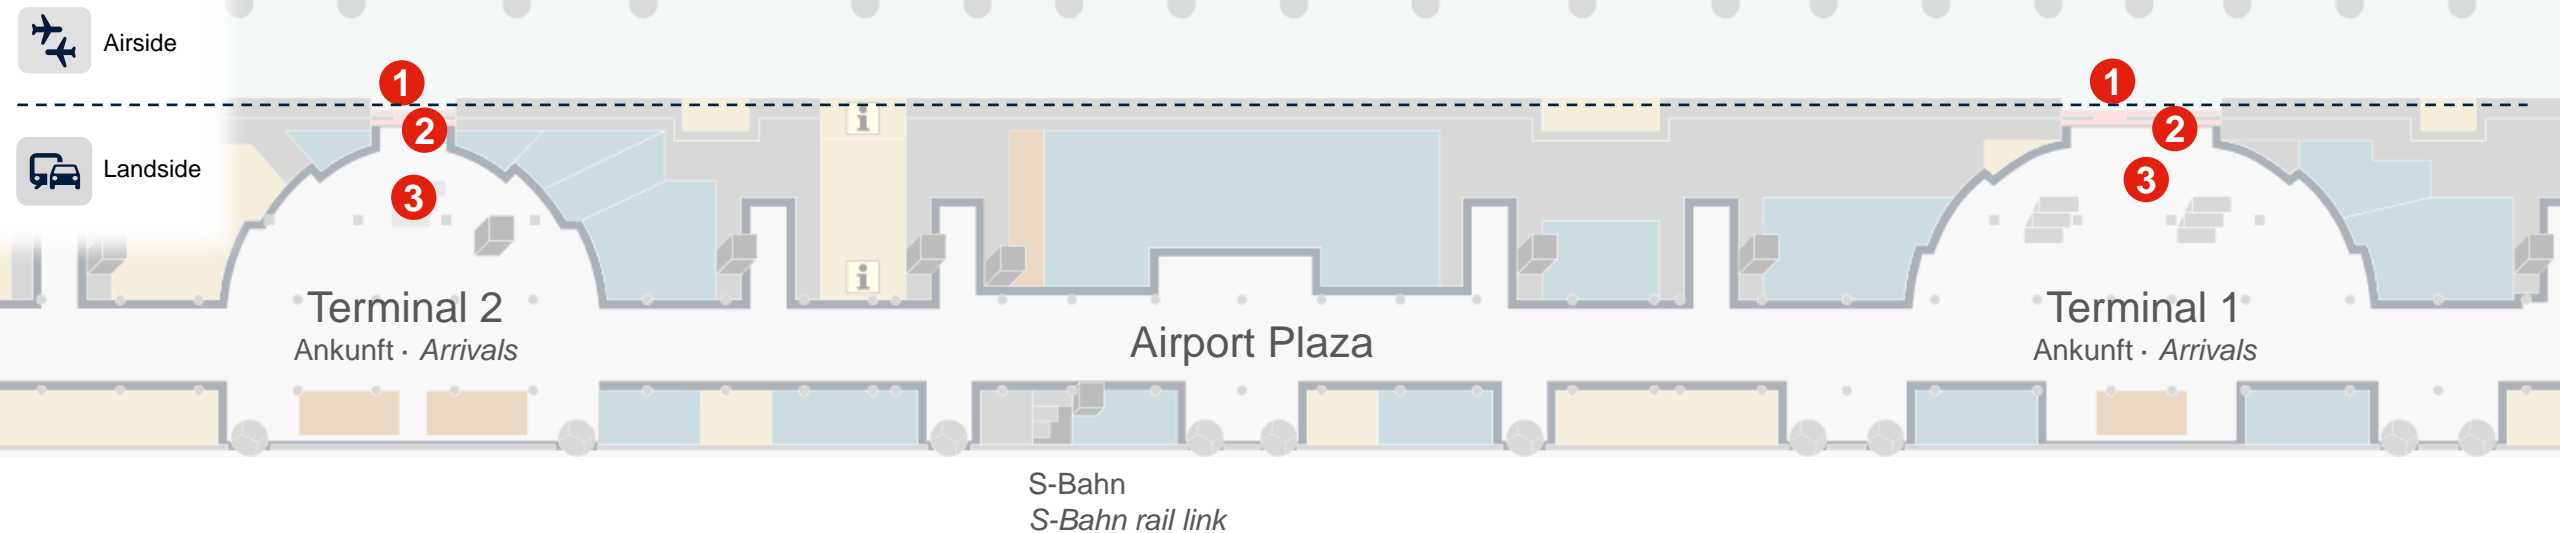 Airside
Landside
1
2
3
1
2
3
i
i
Terminal 2
Ankunft · Arrivals
Airport Plaza
Terminal 1
Ankunft · Arrivals
S-Bahn
S-Bahn rail link